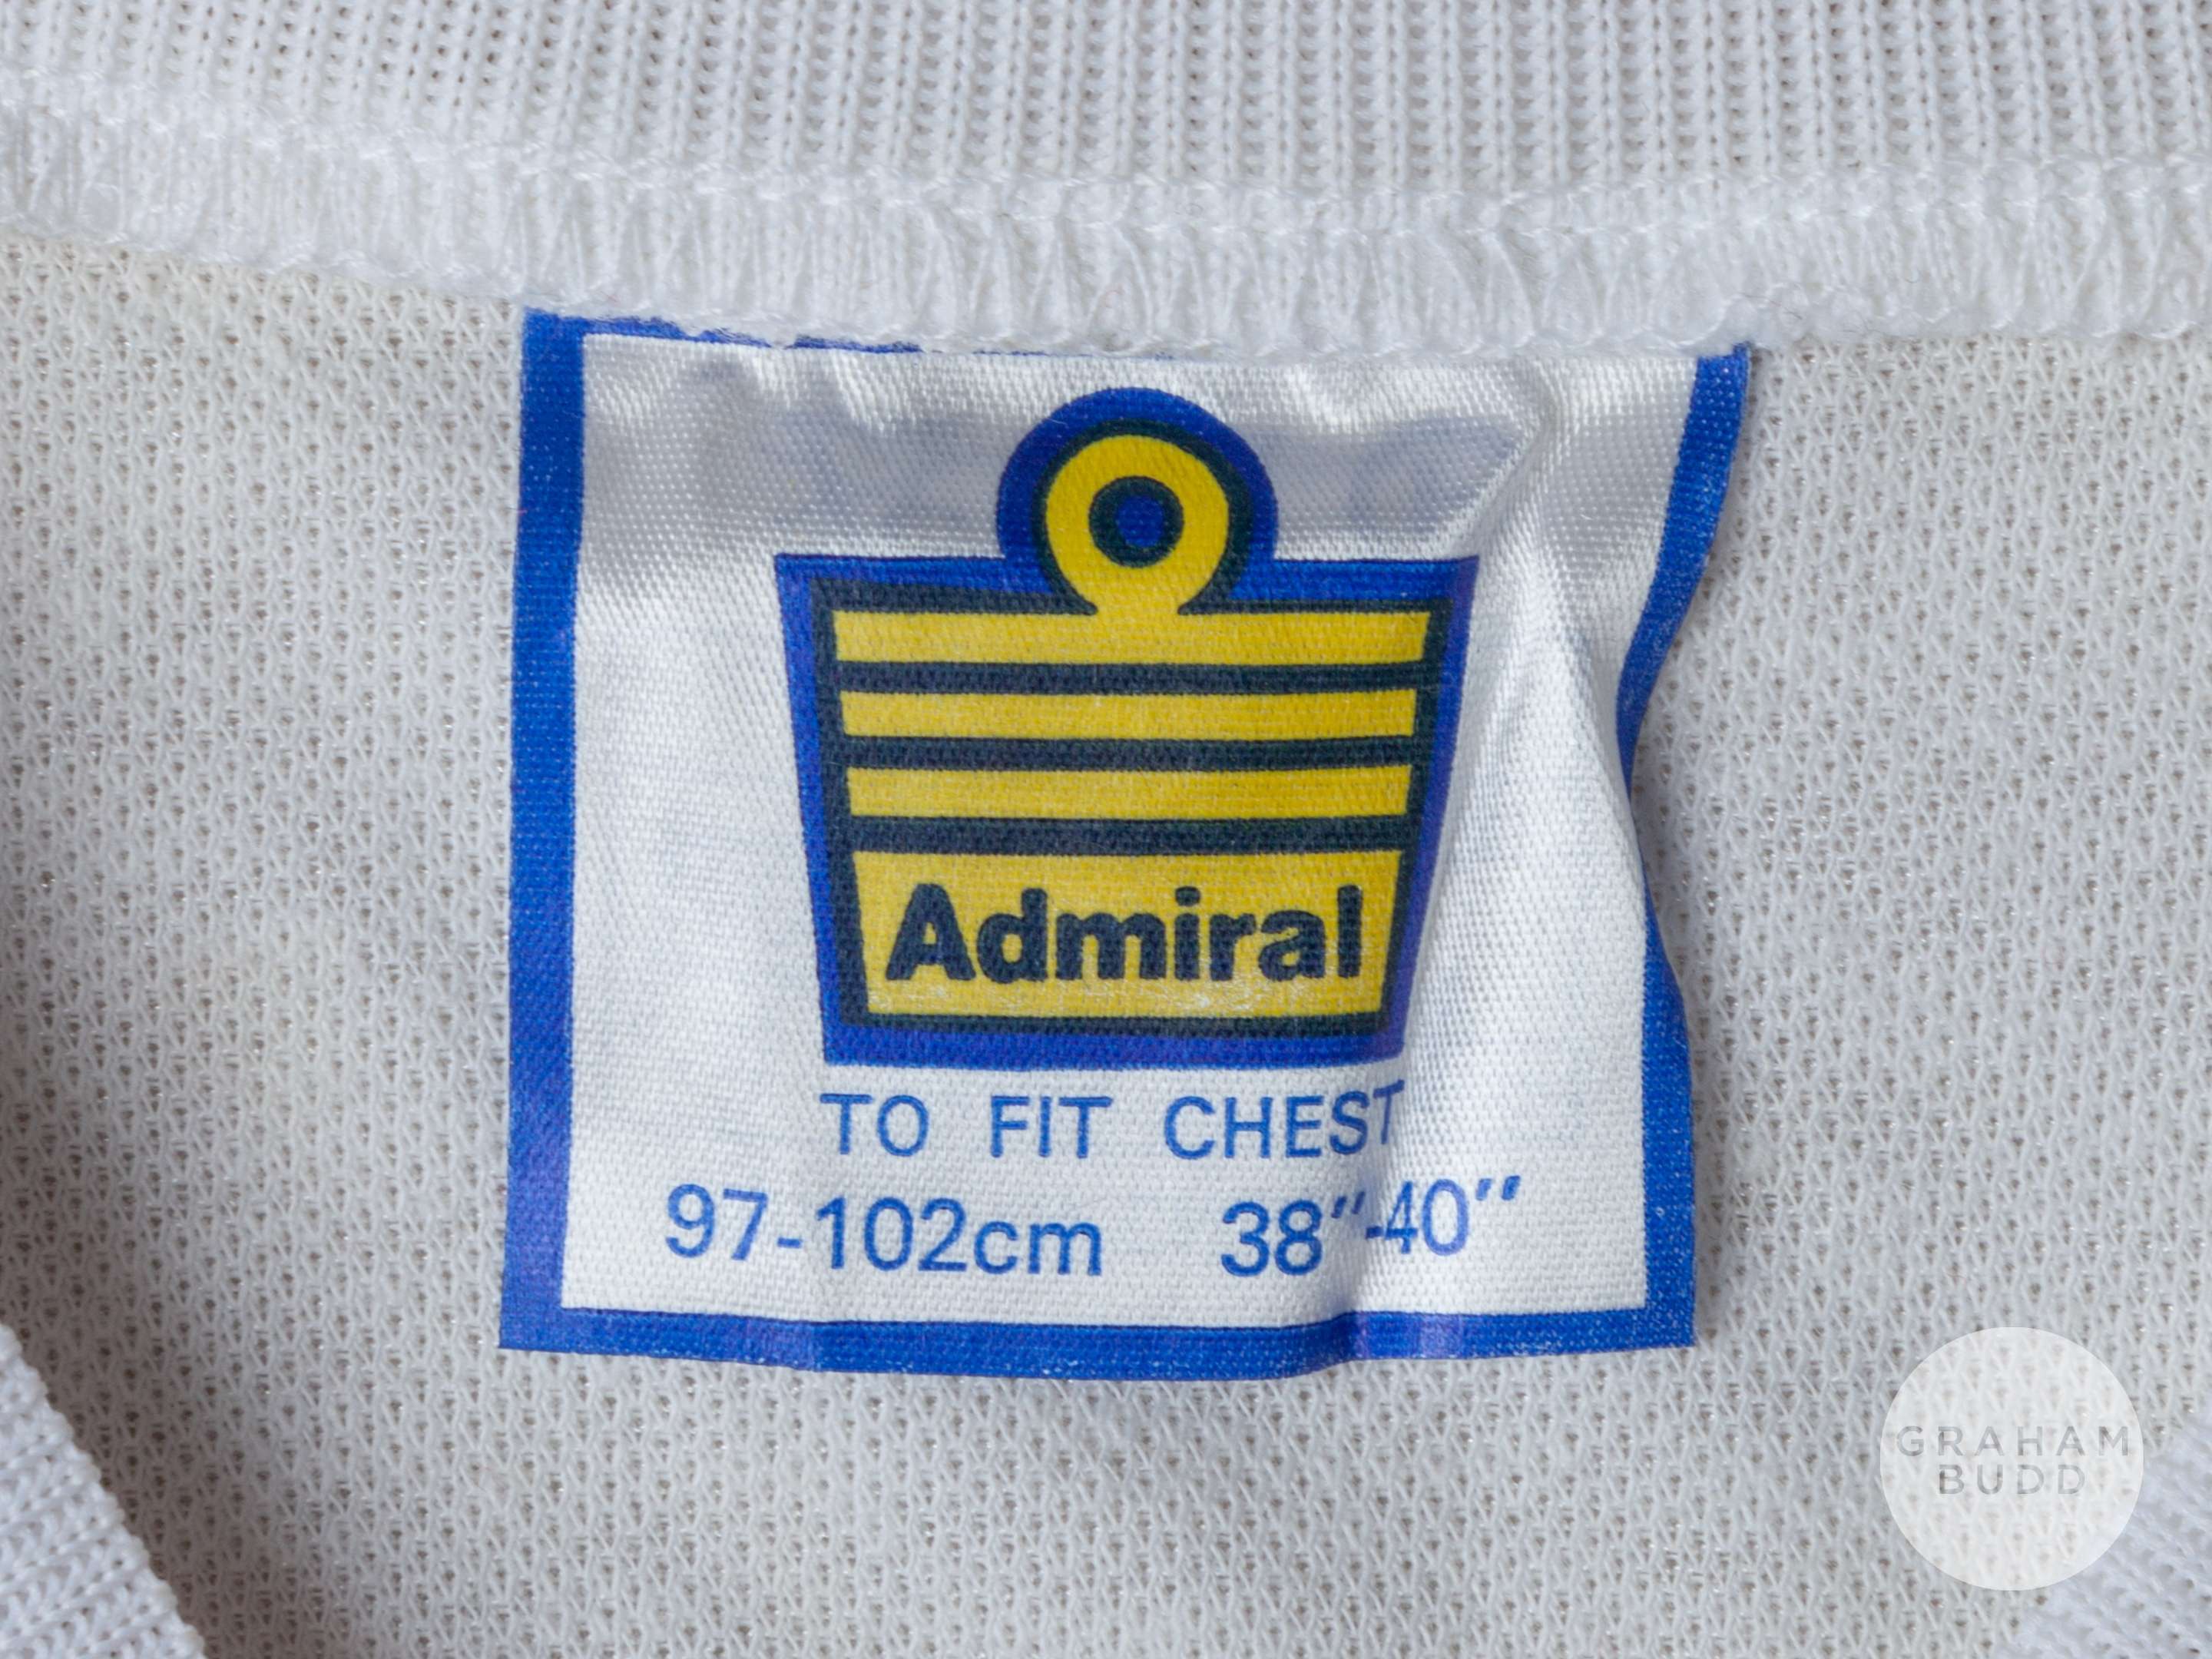 Admiral
TO FIT CHEST
97-102cm 38"-40"
GRAHAM
BUDD